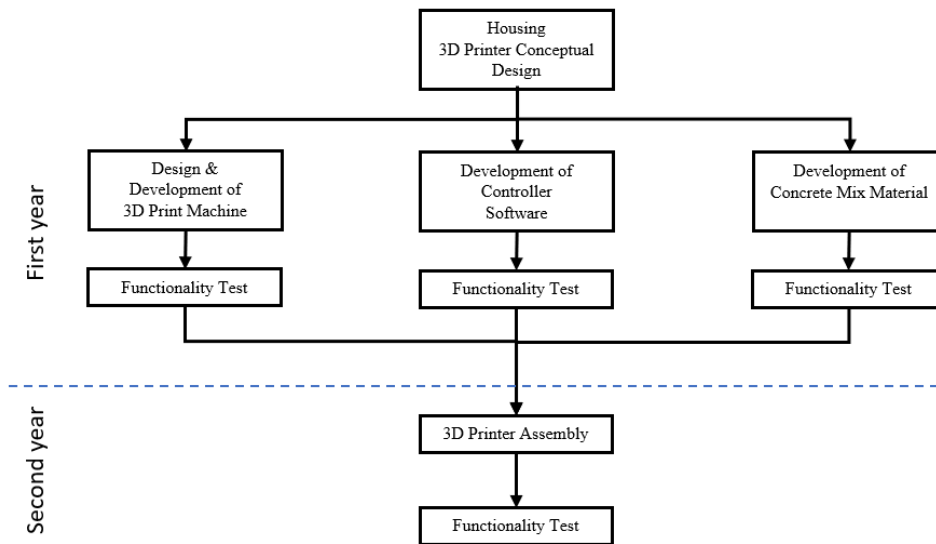 Housing
3D Printer Conceptual
Design
First year
Design &
Development of
3D Print Machine
Development of
Controller
Software
Development of
Concrete Mix Material
Functionality Test
Functionality Test
Functionality Test
Second year
3D Printer Assembly
Functionality Test